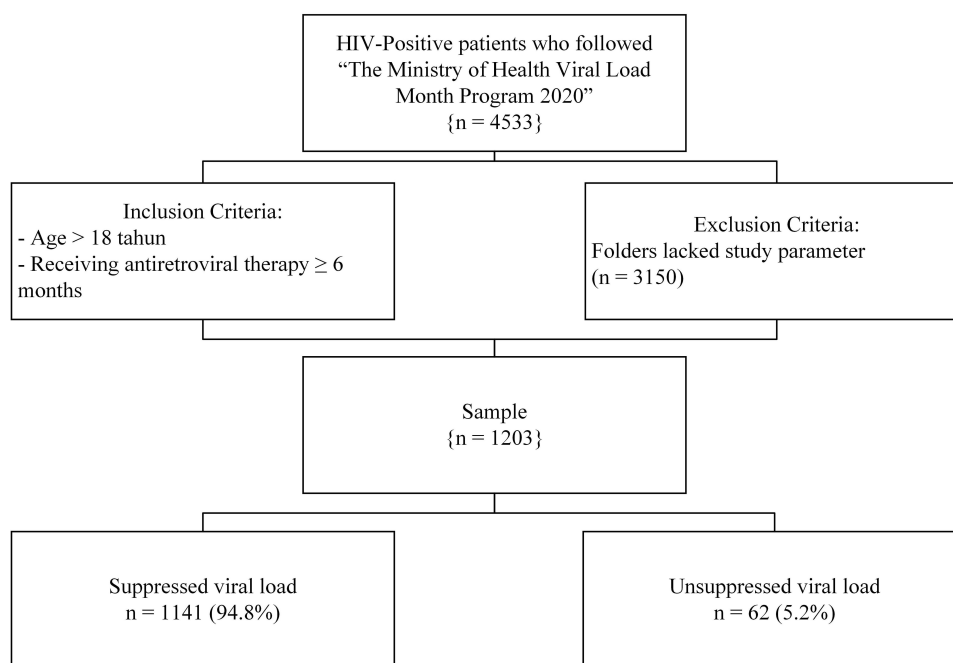 HIV-Positive patients who followed
“The Ministry of Health Viral Load
Month Program 2020”
{n = 4533}
Inclusion Criteria:
- Age > 18 tahun
- Receiving antiretroviral therapy ≥ 6
months
Exclusion Criteria:
Folders lacked study parameter
(n = 3150)
Sample
{n = 1203}
Suppressed viral load
n = 1141 (94.8%)
Unsuppressed viral load
n = 62 (5.2%)